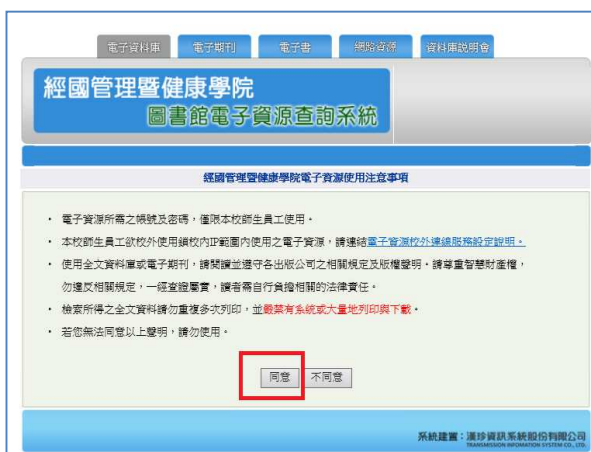 電子資料庫 電子期刊 電子書 網路資源 資料庫說明會
經國管理暨健康學院
圖書館電子資源查詢系統
經國管理暨健康學院電子資源使用注意事項
• 電子資源所需之帳號及密碼，僅限本校師生員工使用。
• 本校師生員工欲校外使用鎖校內IP範圍內使用之電子資源，請連結電子資源校外連線服務設定說明。
• 使用全文資料庫或電子期刊，請閱讀並遵守各出版公司之相關規定及版權聲明。請尊重智慧財產權，
勿違反相關規定，一經查證屬實，讀者需自行負擔相關的法律責任。
• 檢索所得之全文資料請勿重複多次列印，並嚴禁有系統或大量地列印與下載。
• 若您無法同意以上聲明，請勿使用。
同意 不同意
系統建置：漢珍資訊系統股份有限公司
TRANSMISSION INFOMATION SYSTEM CO., LTD.